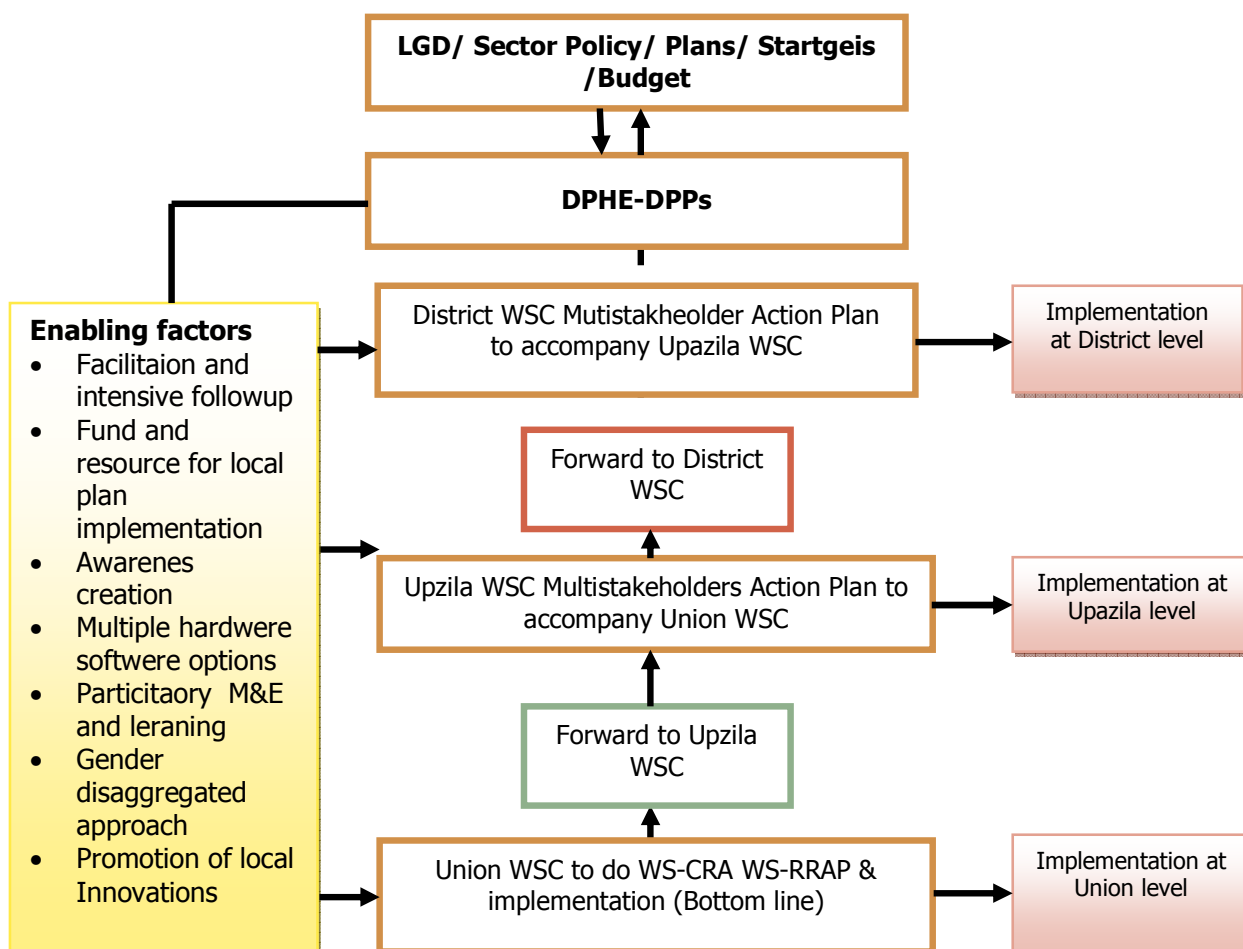 LGD/ Sector Policy/ Plans/ Startgeis
/Budget
DPHE-DPPs
Enabling factors
• Facilitaion and
intensive followup
• Fund and
resource for local
plan
implementation
• Awarenes
creation
• Multiple hardwere
softwere options
• Particitaory M&E
and leraning
• Gender
disaggregated
approach
• Promotion of local
Innovations
District WSC Mutistakheolder Action Plan
to accompany Upazila WSC
Implementation
at District level
Forward to District
WSC
Upzila WSC Multistakeholders Action Plan to
accompany Union WSC
Implementation at
Upazila level
Forward to Upzila
WSC
Union WSC to do WS-CRA WS-RRAP &
implementation (Bottom line)
Implementation at
Union level